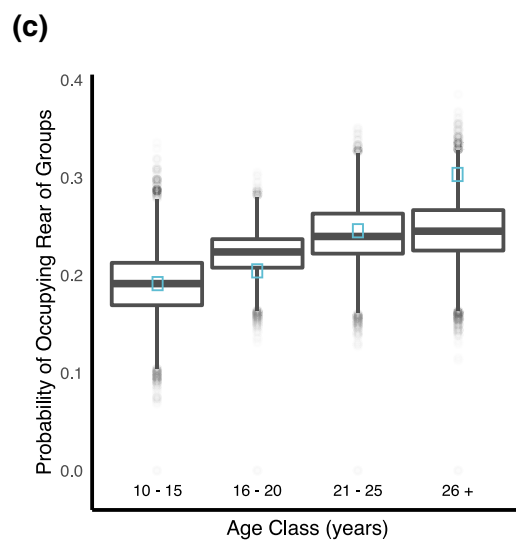 (c)
Probability of Occupying Rear of Groups
0.4
0.3
0.2
0.1
0.0
10 - 15 16 - 20 21 - 25 26 +
Age Class (years)